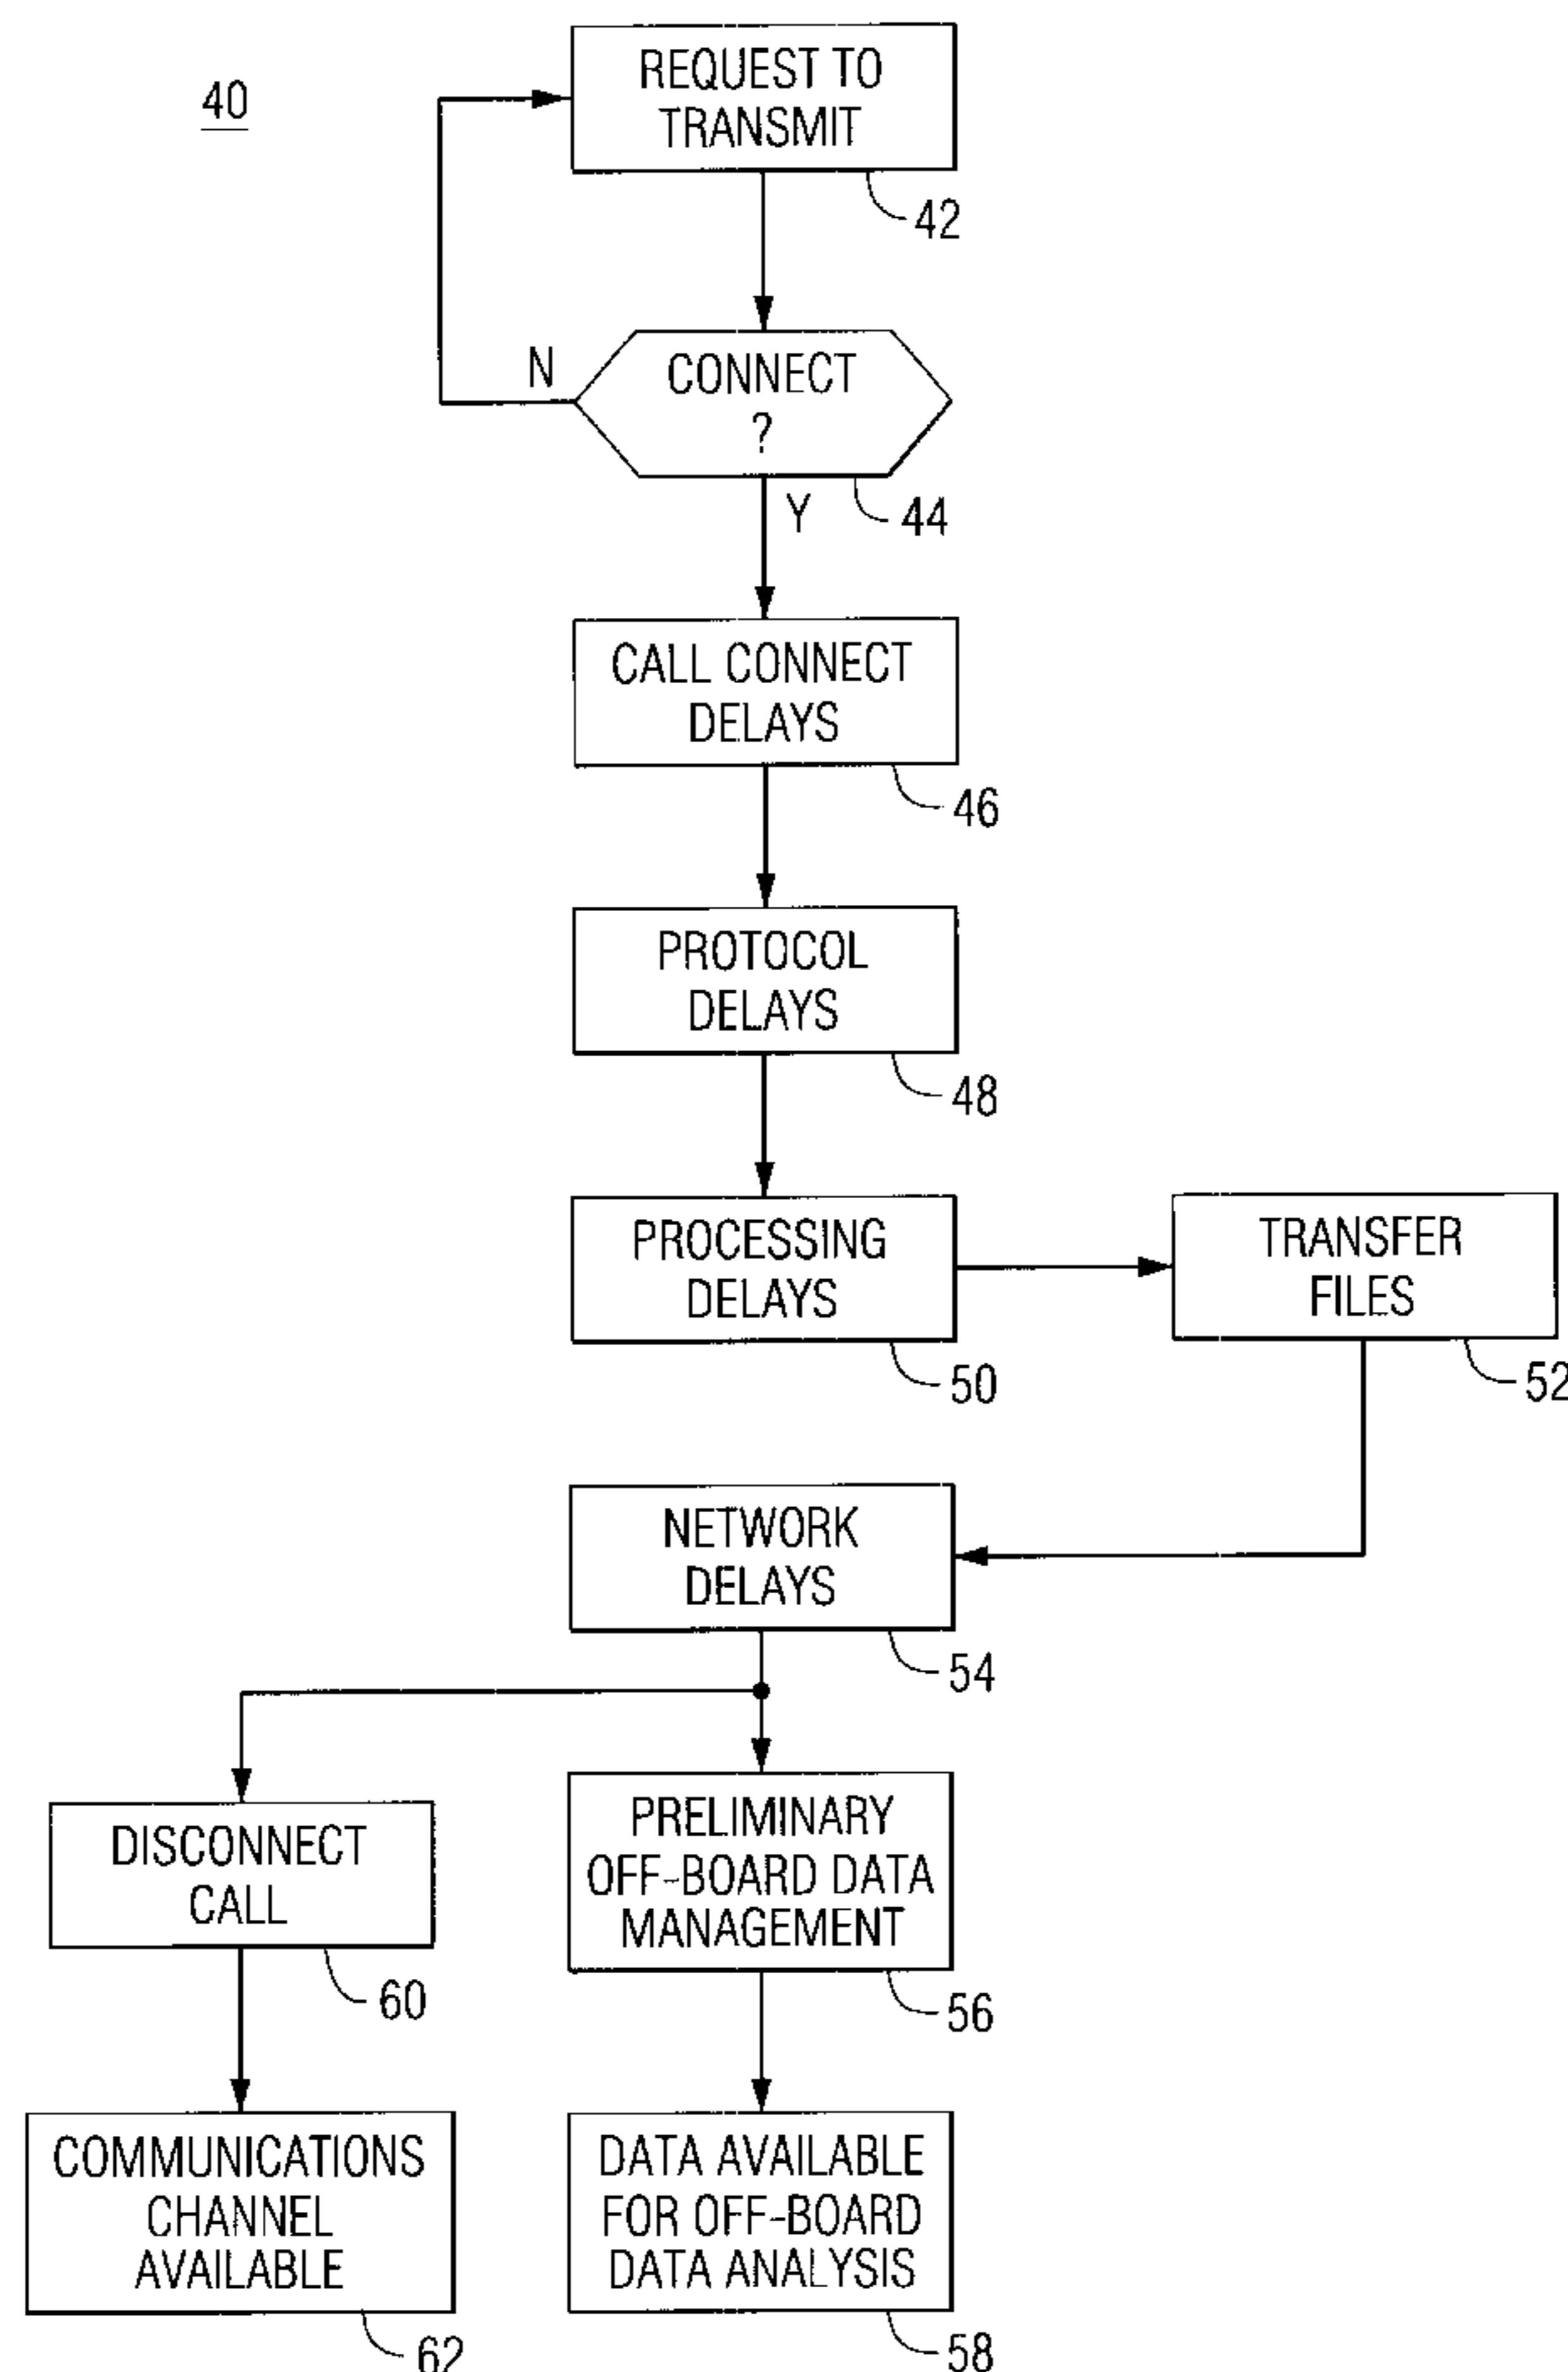 40
REQUEST TO
TRANSMIT
42
N
CONNECT
?
Y
44
CALL CONNECT
DELAYS
46
PROTOCOL
DELAYS
48
PROCESSING
DELAYS
50
TRANSFER
FILES
52
NETWORK
DELAYS
54
DISCONNECT
CALL
60
PRELIMINARY
OFF-BOARD DATA
MANAGEMENT
56
COMMUNICATIONS
CHANNEL
AVAILABLE
62
DATA AVAILABLE
FOR OFF-BOARD
DATA ANALYSIS
58